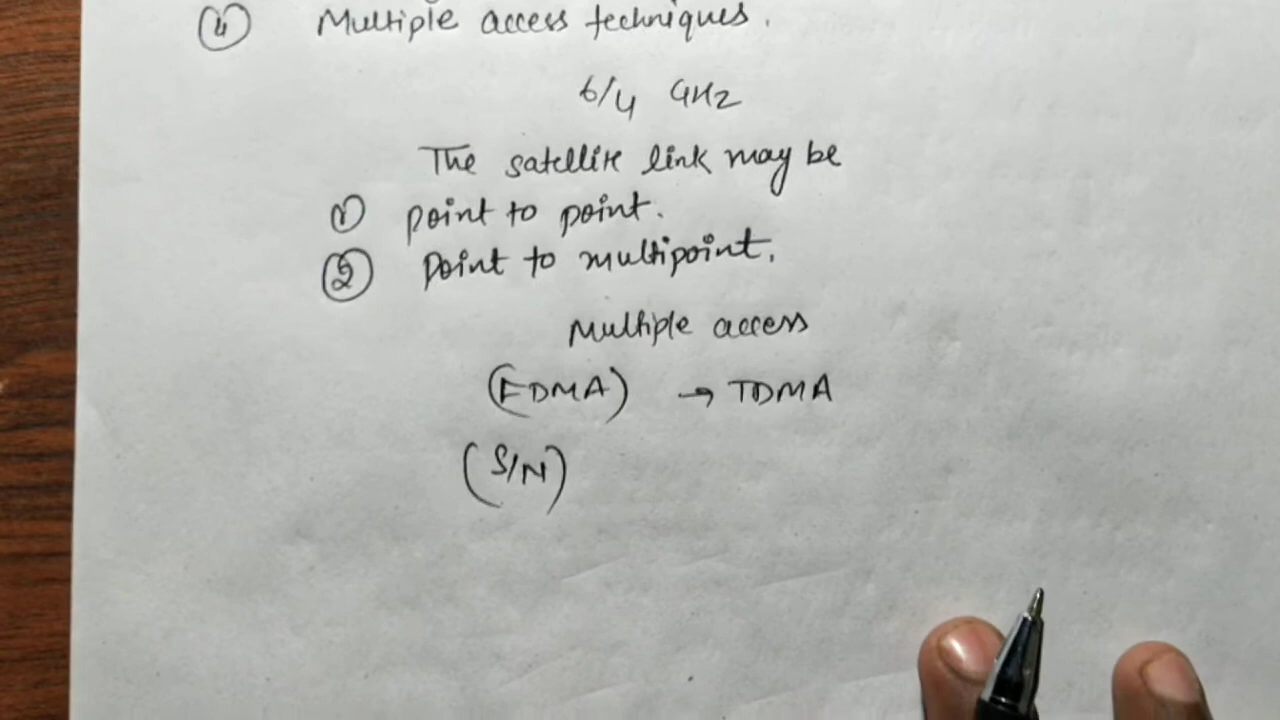 ④ Multiple access techniques.
6/4 GHz
The satellite link may be
① point to point.
② Point to multipoint.
Multiple access
(FDMA) → TDMA
(S/N)